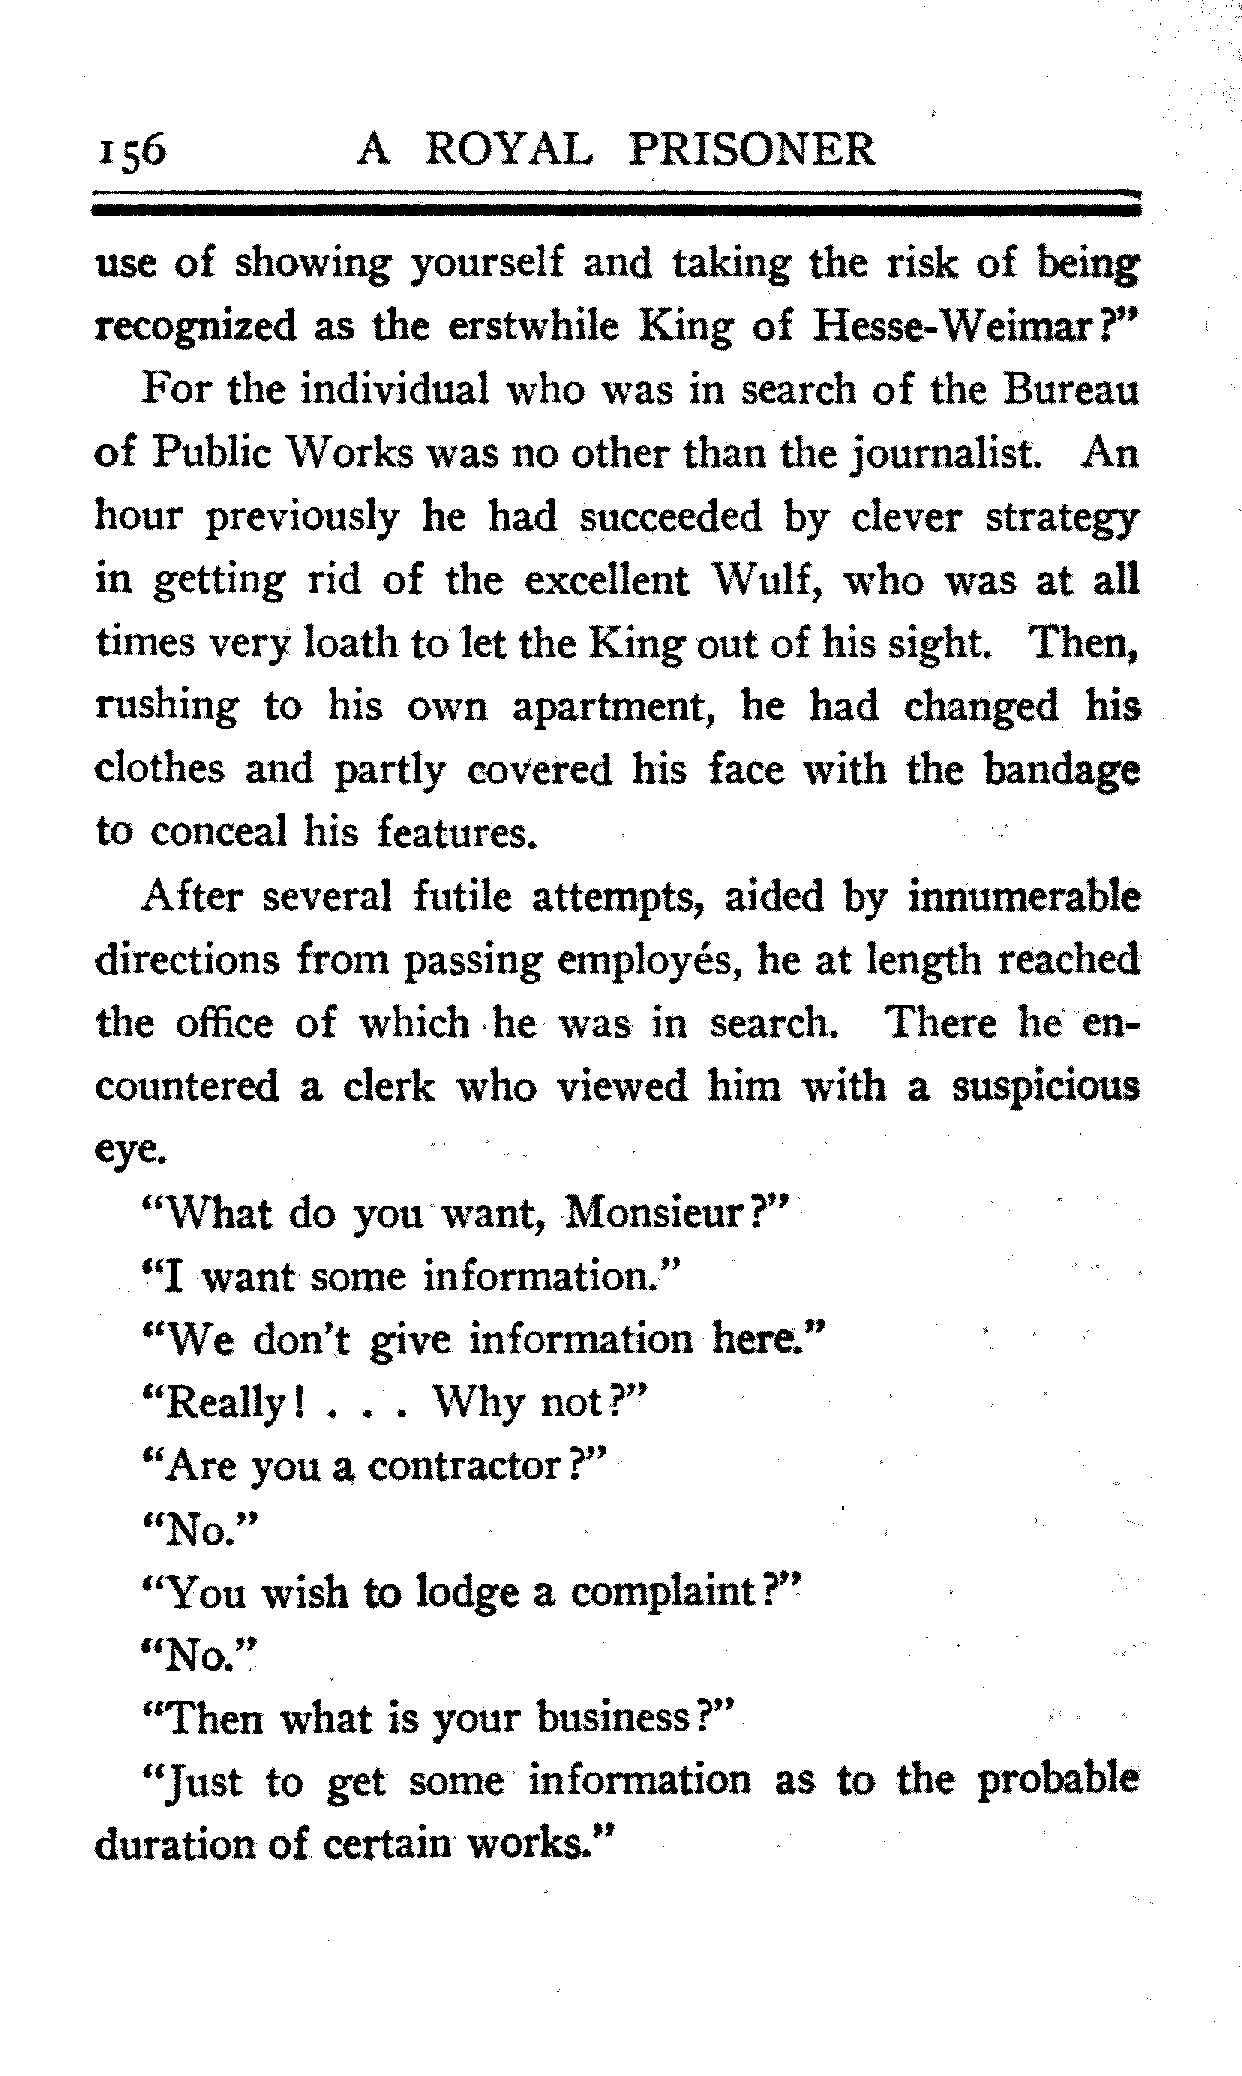 156 A ROYAL PRISONER
use of showing yourself and taking the risk of being
recognized as the erstwhile King of Hesse-Weimar?"
For the individual who was in search of the Bureau
of Public Works was no other than the journalist. An
hour previously he had succeeded by clever strategy
in getting rid of the excellent Wulf, who was at all
times very loath to let the King out of his sight. Then,
rushing to his own apartment, he had changed his
clothes and partly covered his face with the bandage
to conceal his features.
After several futile attempts, aided by innumerable
directions from passing employés, he at length reached
the office of which he was in search. There he en-
countered a clerk who viewed him with a suspicious
eye.
"What do you want, Monsieur?"
"I want some information."
"We don't give information here."
"Really! . . . Why not?"
"Are you a contractor?"
"No."
"You wish to lodge a complaint?"
"No."
"Then what is your business?"
"Just to get some information as to the probable
duration of certain works."